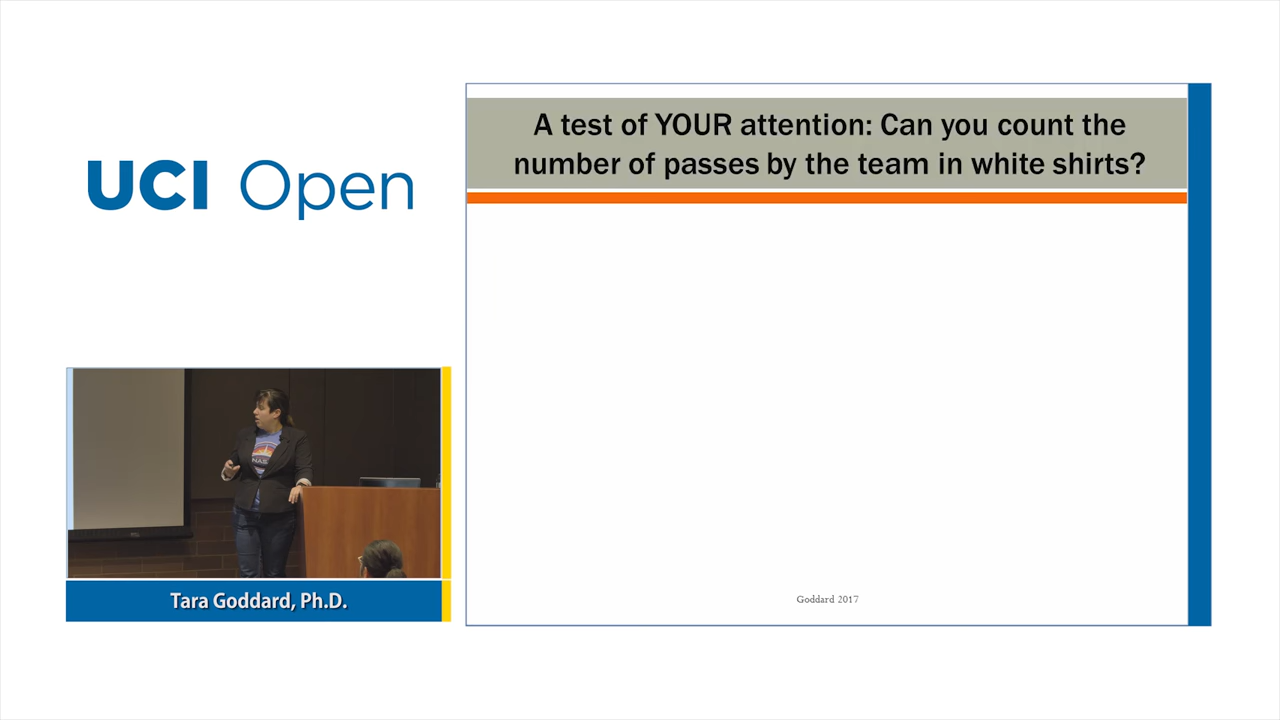 UCI Open
A test of YOUR attention: Can you count the
number of passes by the team in white shirts?
Tara Goddard, Ph.D.
Goddard 2017